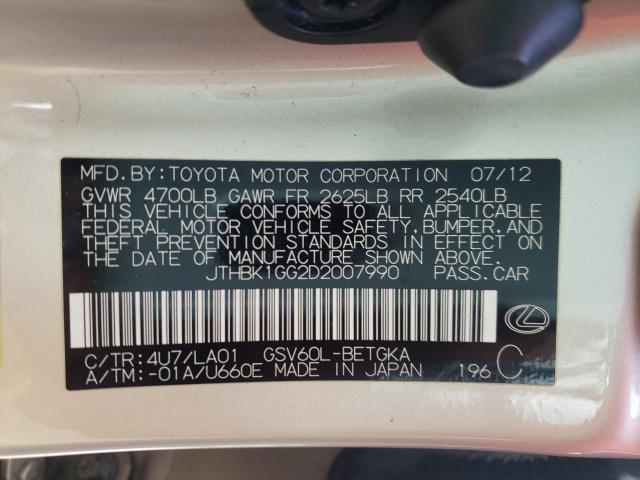 MFD. BY: TOYOTA MOTOR CORPORATION 07/12
GVWR 4700LB GAWR FR 2625LB RR 2540LB
THIS VEHICLE CONFORMS TO ALL APPLICABLE
FEDERAL MOTOR VEHICLE SAFETY, BUMPER, AND
THEFT PREVENTION STANDARDS IN EFFECT ON
THE DATE OF MANUFACTURE SHOWN ABOVE.
JTHBK1GG2D2007990 PASS. CAR
C/TR: 4U7/LA01 GSV60L-BETGKA
A/TM: -01A/U660E MADE IN JAPAN 196 C